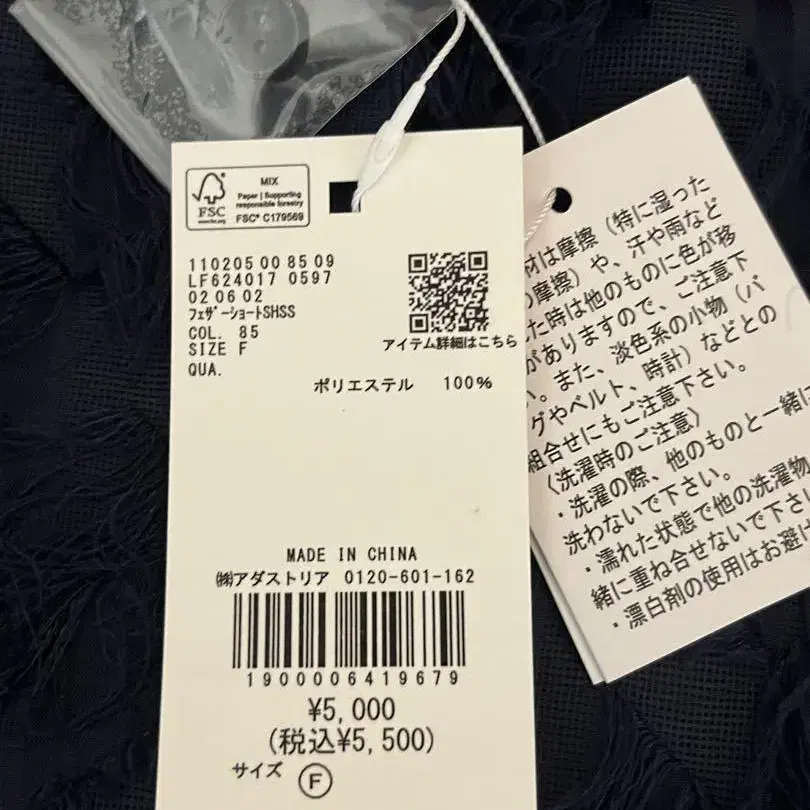 MIX
Paper | Supporting
responsible forestry
FSC® C179569
FSC
110205 00 85 09
LF624017 0597
02 06 02
ﾌｪｻﾞｰｼｮｰﾄSHSS
COL. 85
SIZE F
QUA.
アイテム詳細はこちら
ポリエステル 100%
MADE IN CHINA
㈱アダストリア 0120-601-162
1900006419679
¥5,000
(税込¥5,500)
サイズ F
材は摩擦（特に湿った
の摩擦）や、汗や雨など
た時は他のものに色が移
がありますので、ご注意下
い。また、淡色系の小物（バ
グやベルト、時計）などとの
組合せにもご注意下さい。
〈洗濯時のご注意〉
・洗濯の際、他のものと一緒に
洗わないで下さい。
・濡れた状態で他の洗濯物
緒に重ね合せないで下さ
・漂白剤の使用はお避け